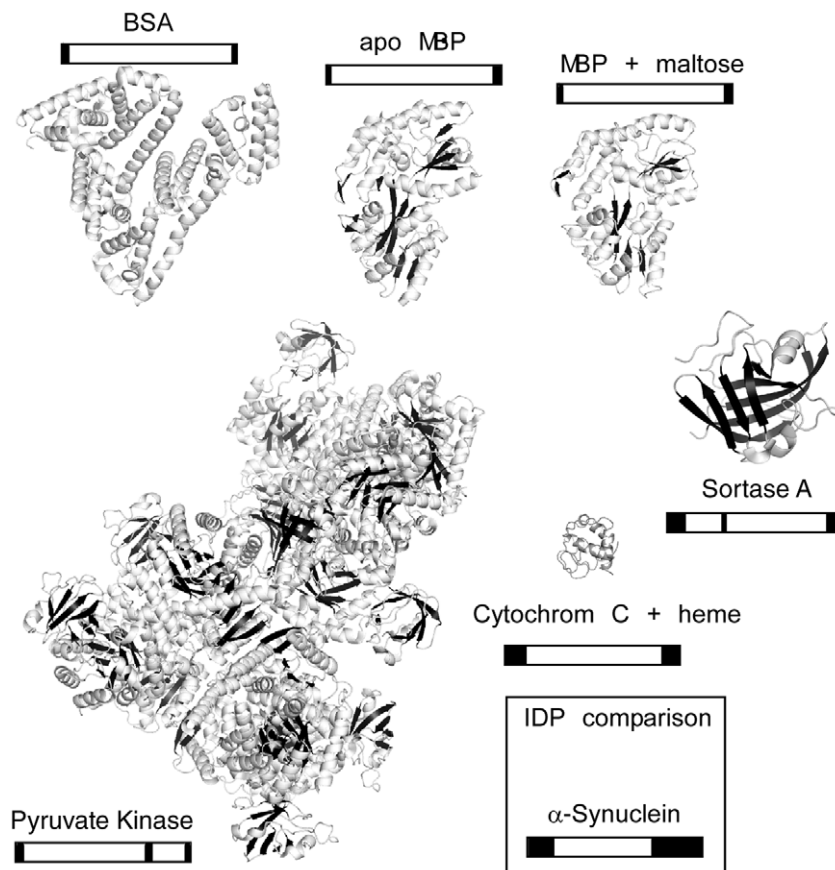 BSA
apo MBP
MBP + maltose
Sortase A
Cytochrom C + heme
IDP comparison
Pyruvate Kinase
α-Synuclein